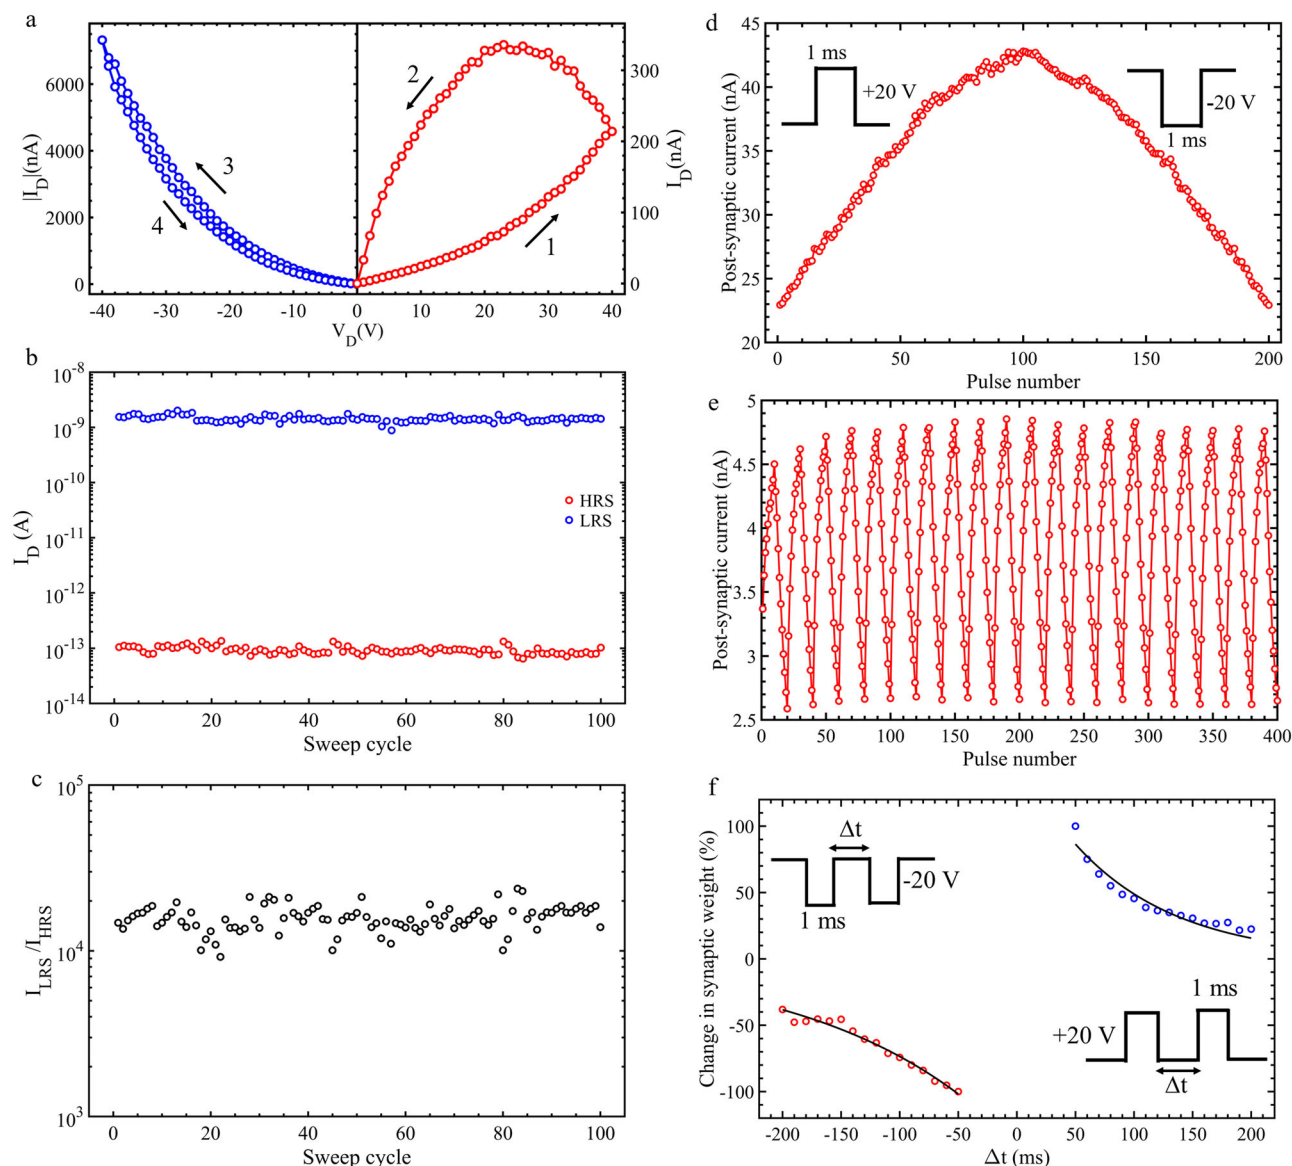 a
|I_D|(nA)
6000
4000
2000
0
300
200
100
0
I_D(nA)
2
3
4
1
-40
-30
-20
-10
0
10
20
30
40
V_D(V)
b
I_D (A)
10^-8
10^-9
10^-10
10^-11
10^-12
10^-13
10^-14
HRS
LRS
0
20
40
60
80
100
Sweep cycle
c
I_LRS/I_HRS
10^5
10^4
10^3
0
20
40
60
80
100
Sweep cycle
d
Post-synaptic current (nA)
45
40
35
30
25
20
1 ms
+20 V
-20 V
1 ms
0
50
100
150
200
Pulse number
e
Post-synaptic current (nA)
5
4.5
4
3.5
3
2.5
0
50
100
150
200
250
300
350
400
Pulse number
f
Change in synaptic weight (%)
100
50
0
-50
-100
Δt
-20 V
1 ms
1 ms
+20 V
Δt
-200
-150
-100
-50
0
50
100
150
200
Δt (ms)